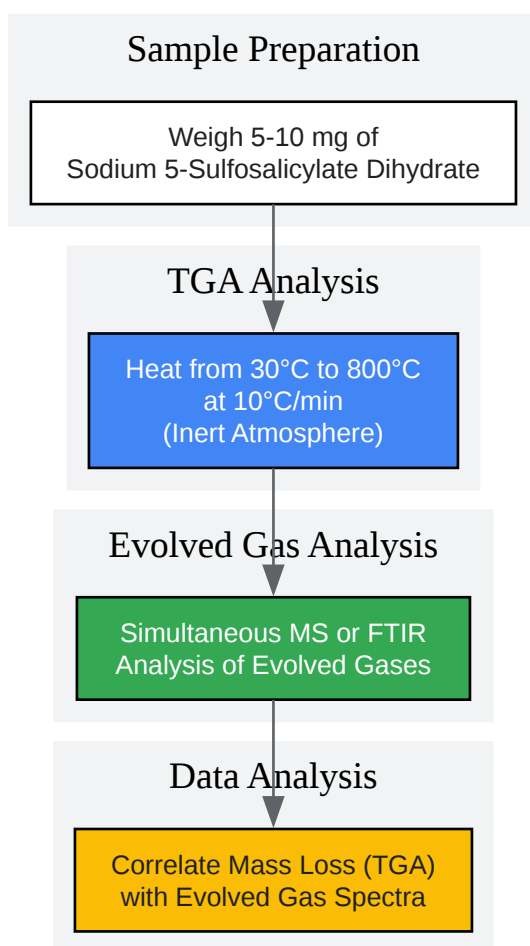 Sample Preparation
Weigh 5-10 mg of
Sodium 5-Sulfosalicylate Dihydrate
TGA Analysis
Heat from 30°C to 800°C
at 10°C/min
(Inert Atmosphere)
Evolved Gas Analysis
Simultaneous MS or FTIR
Analysis of Evolved Gases
Data Analysis
Correlate Mass Loss (TGA)
with Evolved Gas Spectra